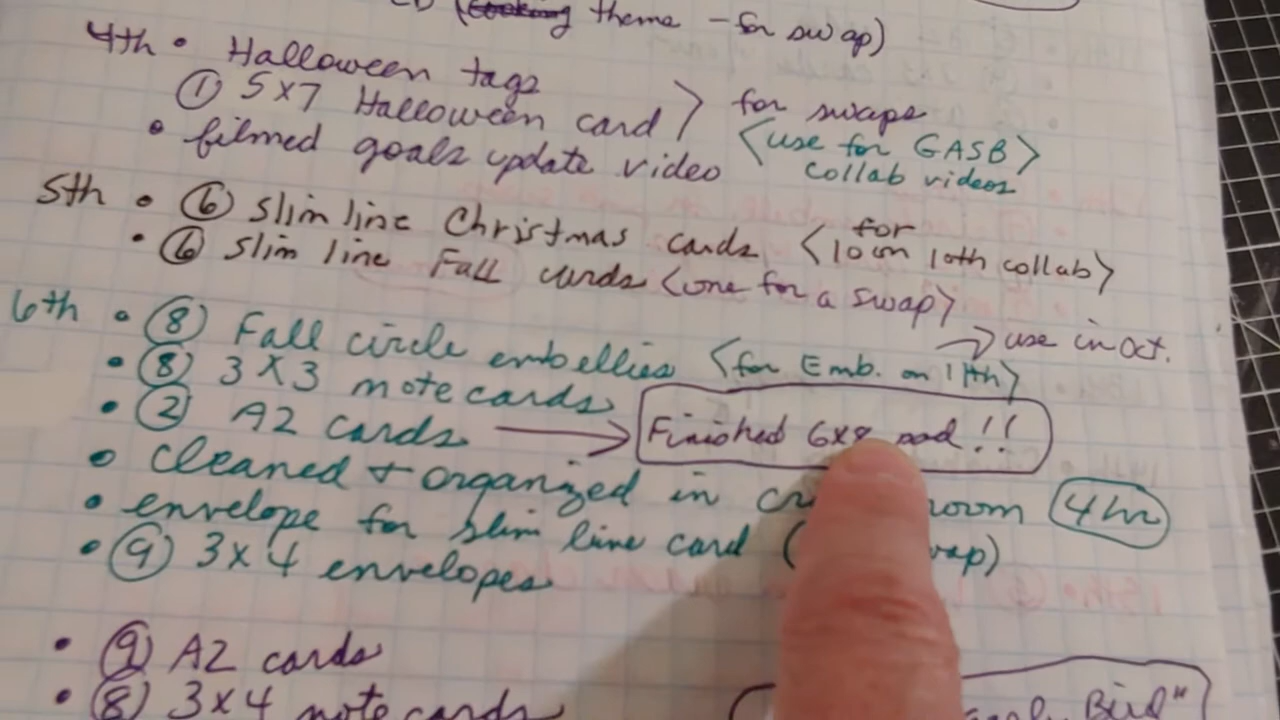 theme - for swap)
4th • Halloween tags
① 5x7 Halloween card > for swaps
• filmed goals update video <use for GASB>
collab videos
5th • ⑥ slim line Christmas cards <for
10 on 10th collab>
• ⑥ slim line Fall cards <one for a swap>
6th • ⑧ Fall circle embellies <for Emb. on 11th>
→ use in Oct.
• ⑧ 3x3 note cards
• ② A2 cards → Finished 6x8 pad!!
• cleaned + organized in room 4hr
• envelope for slim line card (
• ⑨ 3x4 envelopes
• ⑨ A2 cards
• ⑧ 3x4 note cards
Bird"